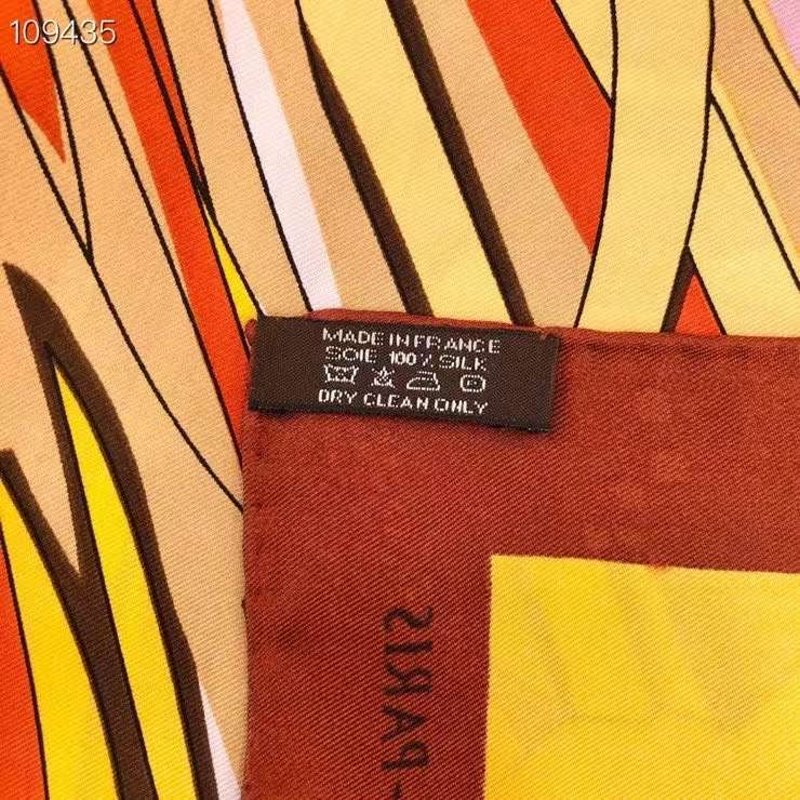 109435
MADE IN FRANCE
SOIE 100% SILK
DRY CLEAN ONLY
-PARIS